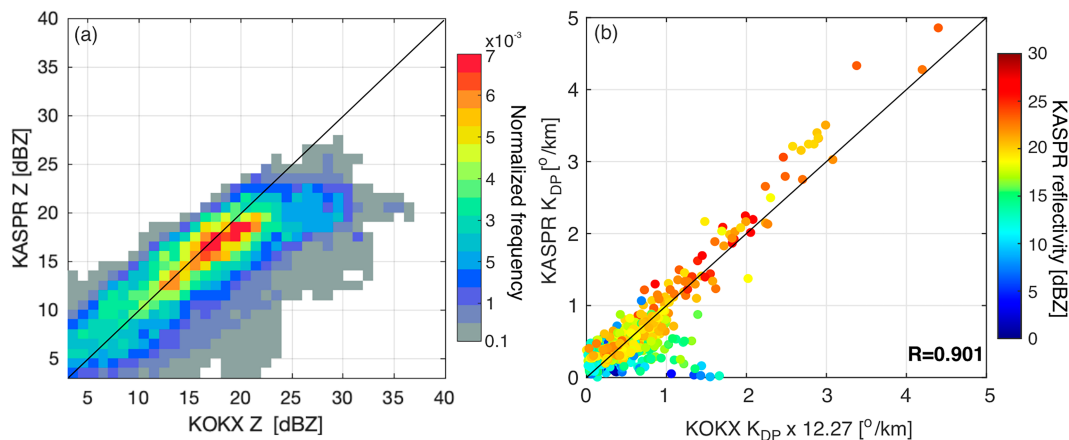 (a)
40
35
30
25
20
15
10
5
KASPR Z [dBZ]
5 10 15 20 25 30 35 40
KOKX Z [dBZ]
x10⁻³
7
6
5
4
3
5
1
0.1
Normalized frequency
(b)
5
4
3
2
1
0
KASPR K_DP [°/km]
R=0.901
0 1 2 3 4 5
KOKX K_DP x 12.27 [°/km]
30
25
20
15
10
5
0
KASPR reflectivity [dBZ]